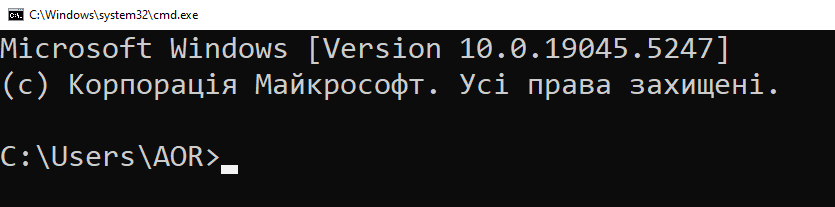 C:\Windows\system32\cmd.exe
Microsoft Windows [Version 10.0.19045.5247]
(c) Корпорація Майкрософт. Усі права захищені.
C:\Users\AOR>